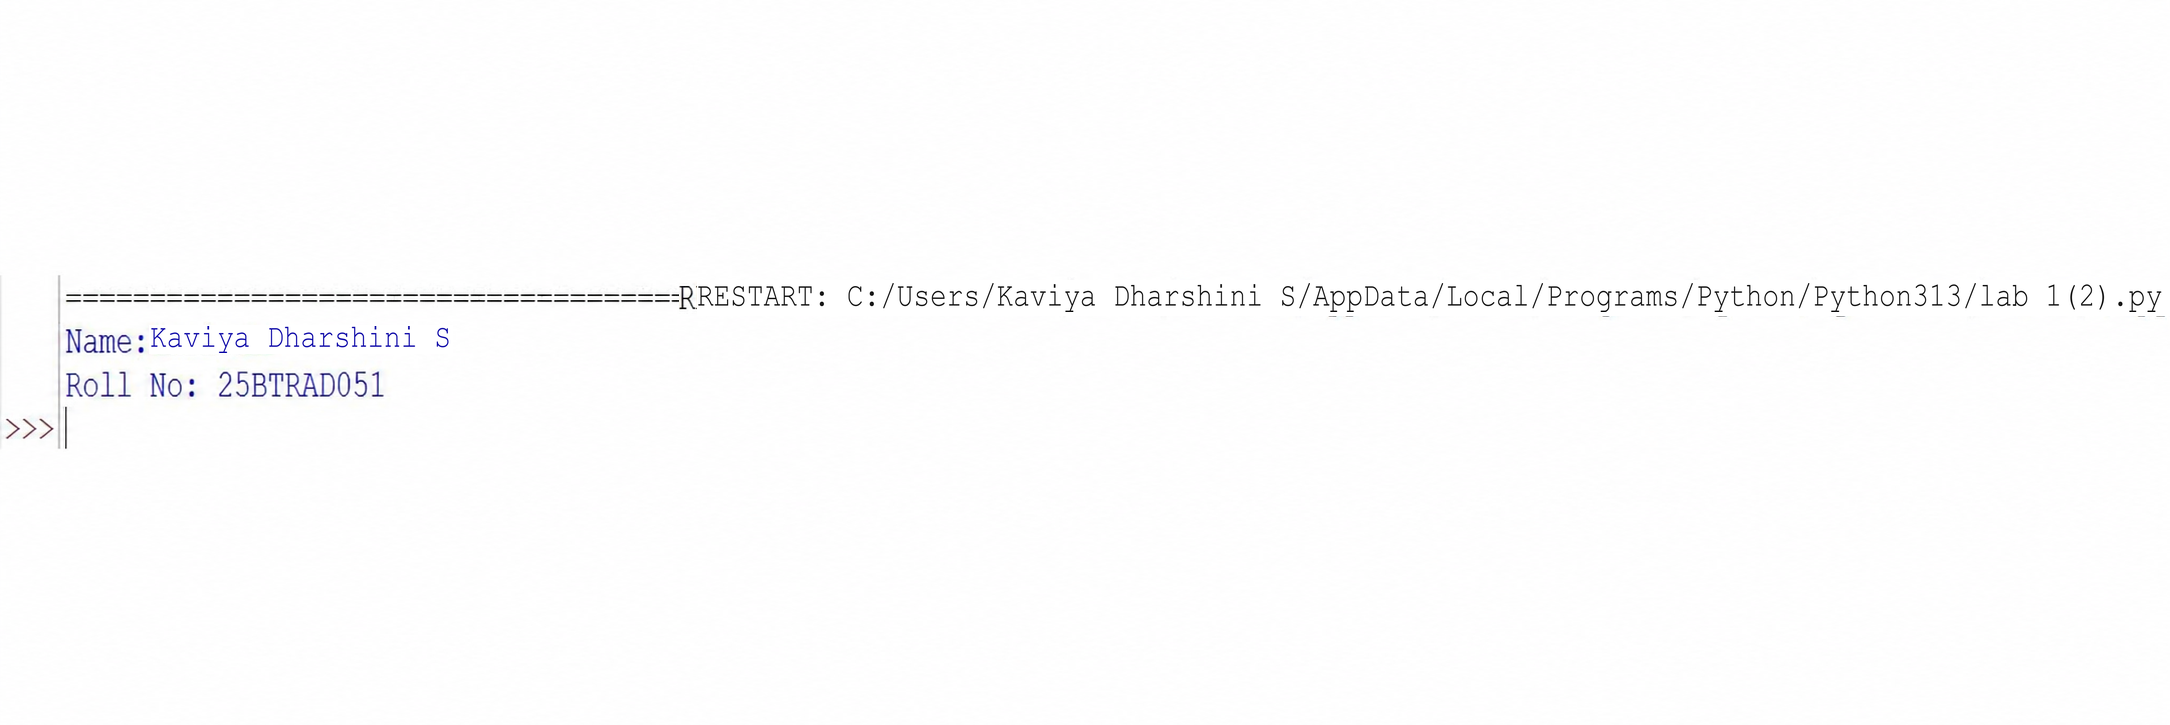 =====================================RRESTART: C:/Users/Kaviya Dharshini S/AppData/Local/Programs/Python/Python313/lab 1(2).py
Name:Kaviya Dharshini S
Roll No: 25BTRAD051
>>>